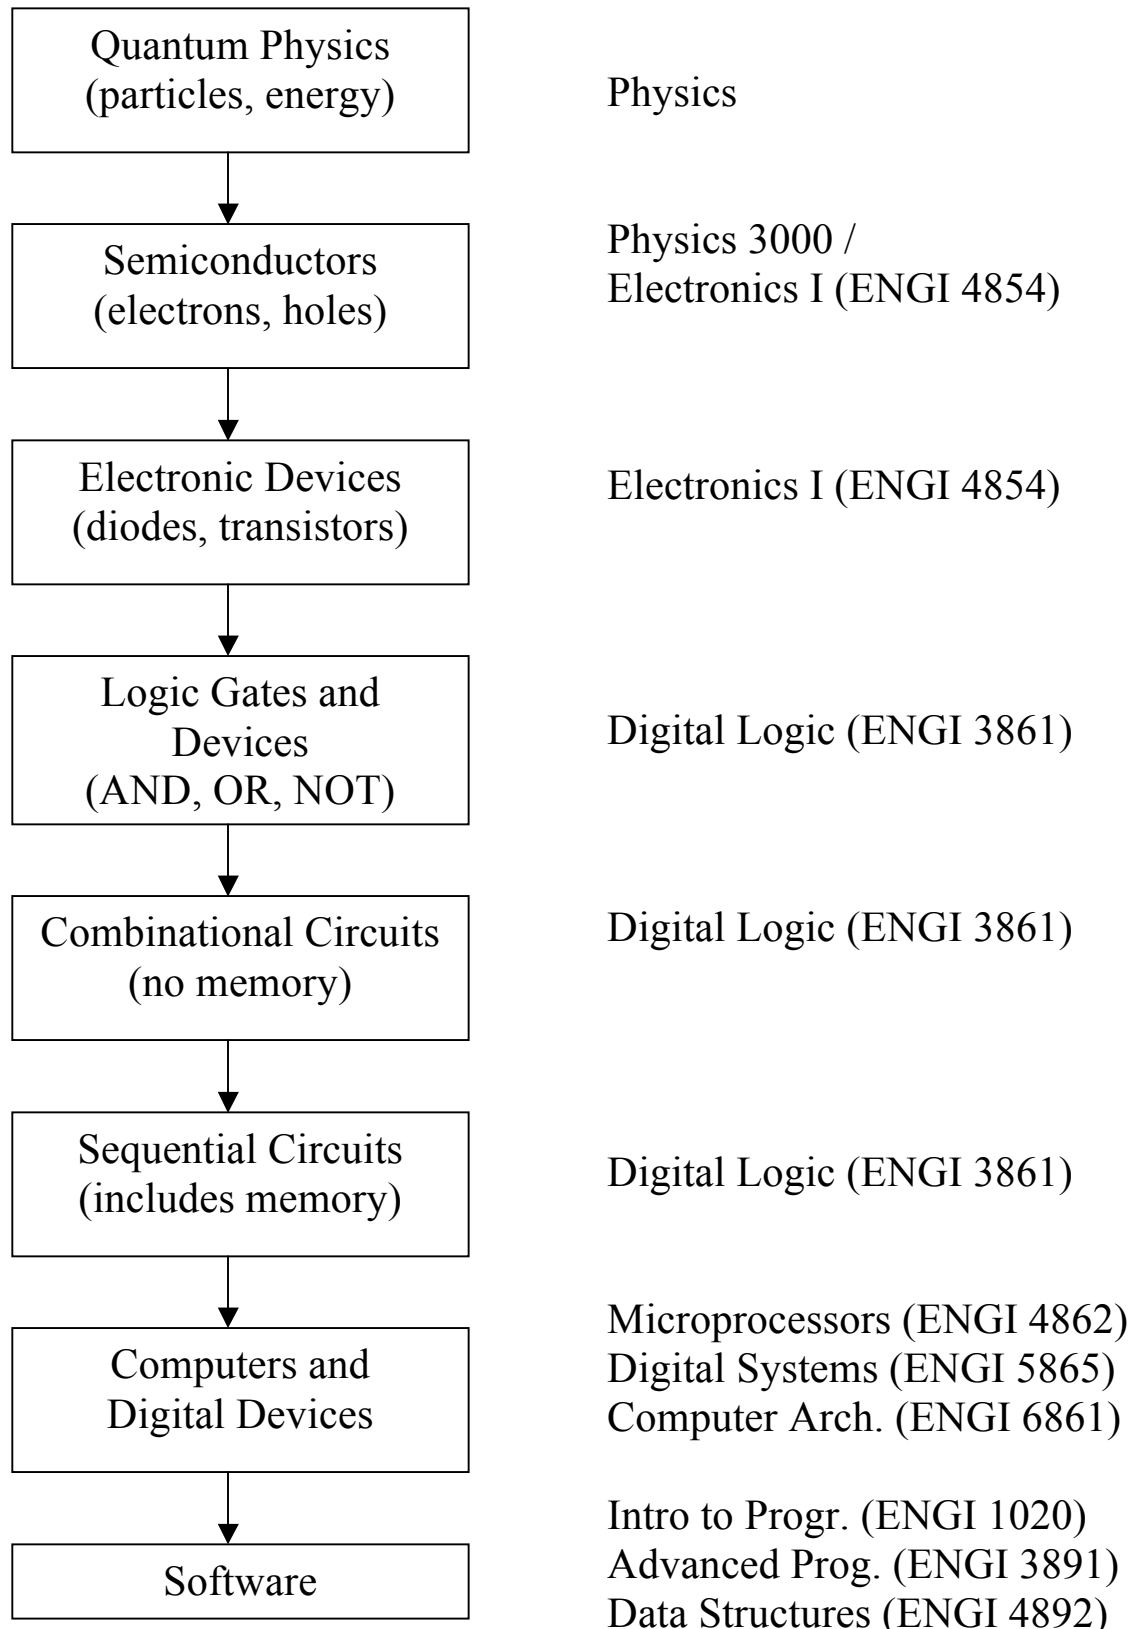 Quantum Physics
(particles, energy)
Physics
Semiconductors
(electrons, holes)
Physics 3000 /
Electronics I (ENGI 4854)
Electronic Devices
(diodes, transistors)
Electronics I (ENGI 4854)
Logic Gates and
Devices
(AND, OR, NOT)
Digital Logic (ENGI 3861)
Combinational Circuits
(no memory)
Digital Logic (ENGI 3861)
Sequential Circuits
(includes memory)
Digital Logic (ENGI 3861)
Computers and
Digital Devices
Microprocessors (ENGI 4862)
Digital Systems (ENGI 5865)
Computer Arch. (ENGI 6861)
Software
Intro to Progr. (ENGI 1020)
Advanced Prog. (ENGI 3891)
Data Structures (ENGI 4892)